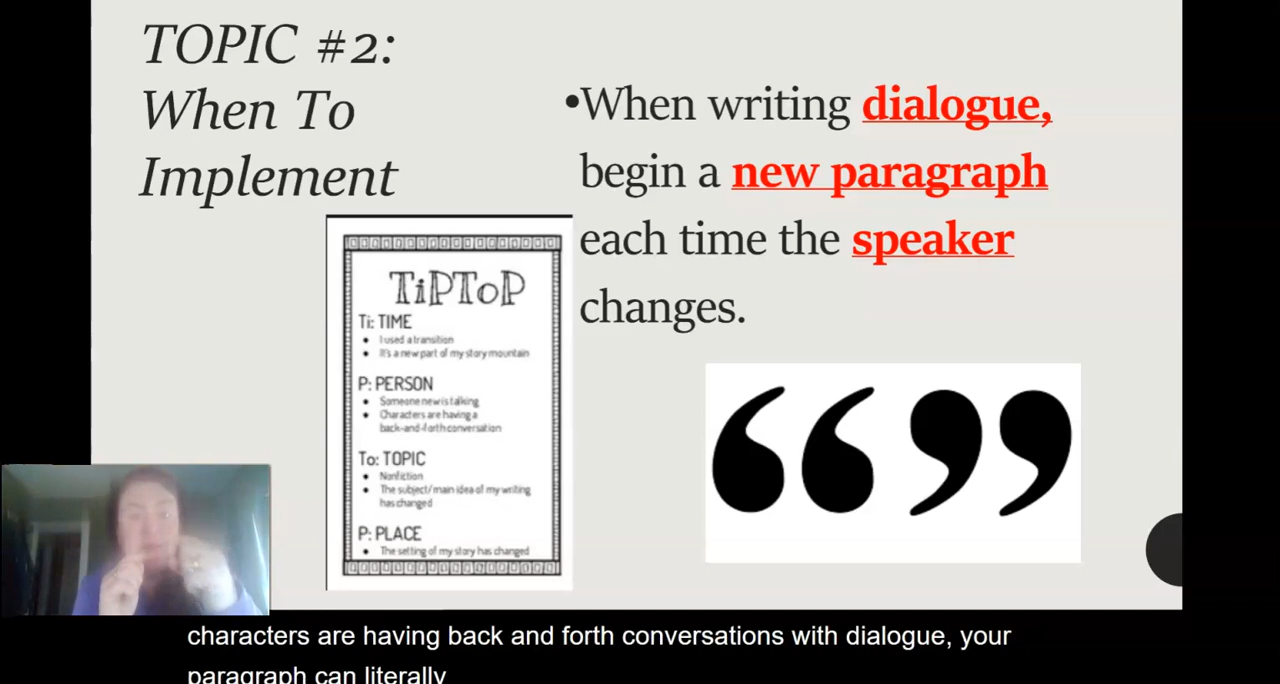 TOPIC #2:
When To
Implement
•When writing dialogue,
begin a new paragraph
each time the speaker
changes.
TiPToP
Ti: TIME
• I used a transition
• It's a new part of my story mountain
P: PERSON
• Someone new is talking
• Characters are having a
back-and-forth conversation
To: TOPIC
• Nonfiction
• The subject/main idea of my writing
has changed
P: PLACE
• The setting of my story has changed
characters are having back and forth conversations with dialogue, your
paragraph can literally